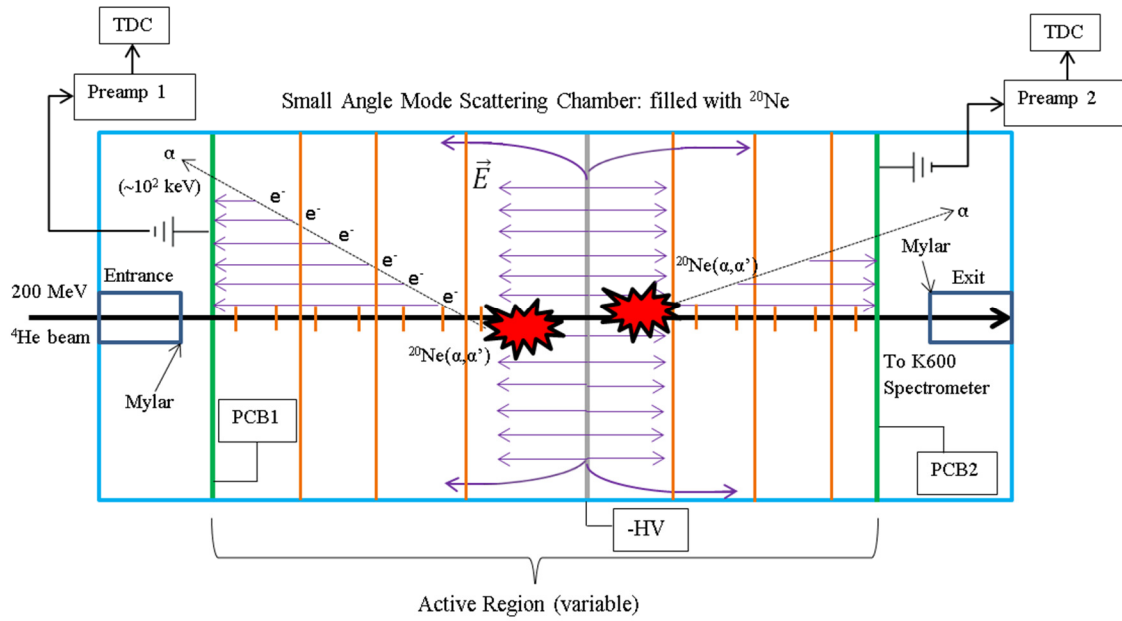 TDC
TDC
Preamp 1
Preamp 2
Small Angle Mode Scattering Chamber: filled with ²⁰Ne
α
(~10² keV)
e⁻
e⁻
e⁻
e⁻
e⁻
e⁻
E⃗
α
²⁰Ne(α,α’)
Mylar
Entrance
Exit
200 MeV
⁴He beam
²⁰Ne(α,α’)
To K600
Spectrometer
Mylar
PCB1
PCB2
-HV
Active Region (variable)